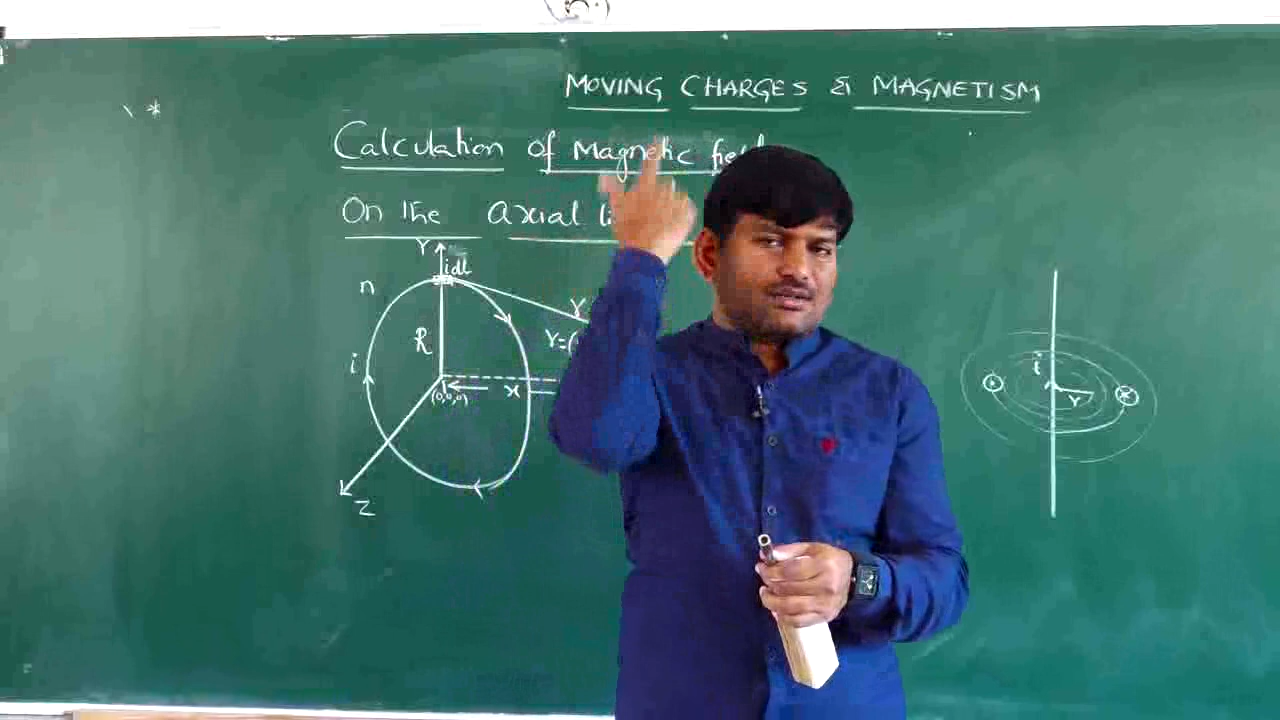 MOVING CHARGES & MAGNETISM
*
Calculation of Magnetic
On the axial
Y
idl
n
r
R
r=(
i
x
(0,0,0)
Z
i
r